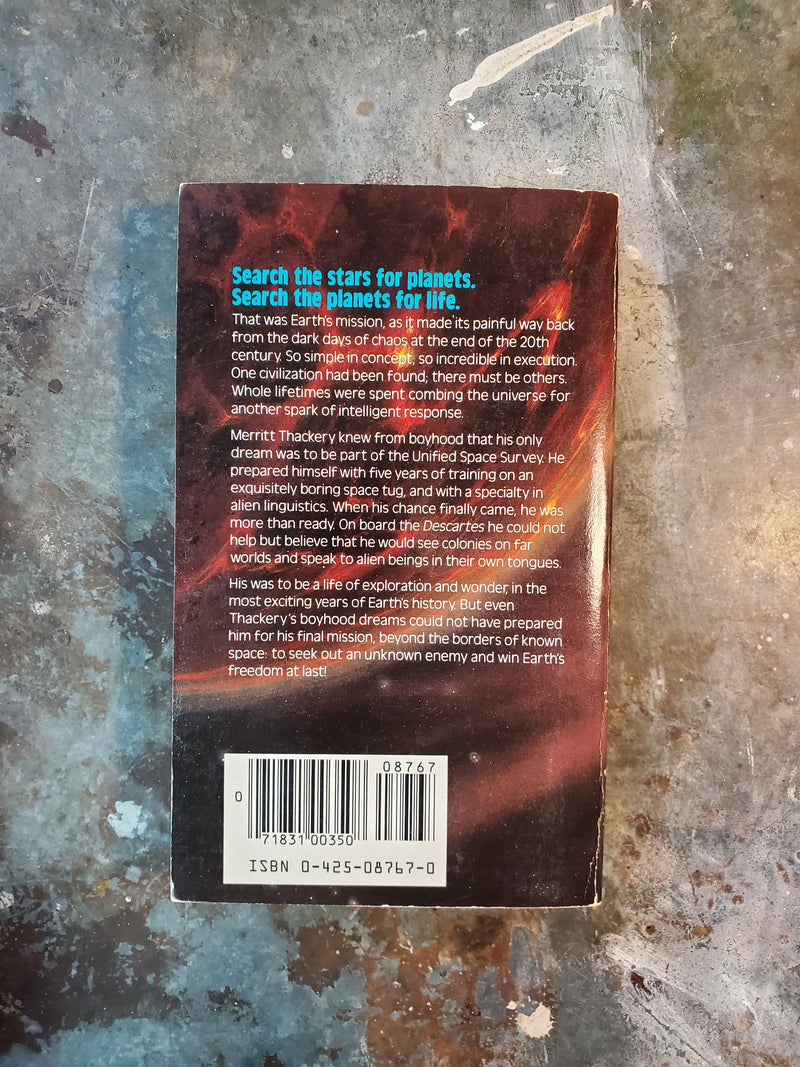 Search the stars for planets.
Search the planets for life.
That was Earth's mission, as it made its painful way back
from the dark days of chaos at the end of the 20th
century. So simple in concept, so incredible in execution.
One civilization had been found; there must be others.
Whole lifetimes were spent combing the universe for
another spark of intelligent response.
Merritt Thackery knew from boyhood that his only
dream was to be part of the Unified Space Survey. He
prepared himself with five years of training on an
exquisitely boring space tug, and with a specialty in
alien linguistics. When his chance finally came, he was
more than ready. On board the Descartes he could not
help but believe that he would see colonies on far
worlds and speak to alien beings in their own tongues.
His was to be a life of exploration and wonder, in the
most exciting years of Earth's history. But even
Thackery's boyhood dreams could not have prepared
him for his final mission, beyond the borders of known
space: to seek out an unknown enemy and win Earth's
freedom at last!
08767
0
71831 00350
ISBN 0-425-08767-0